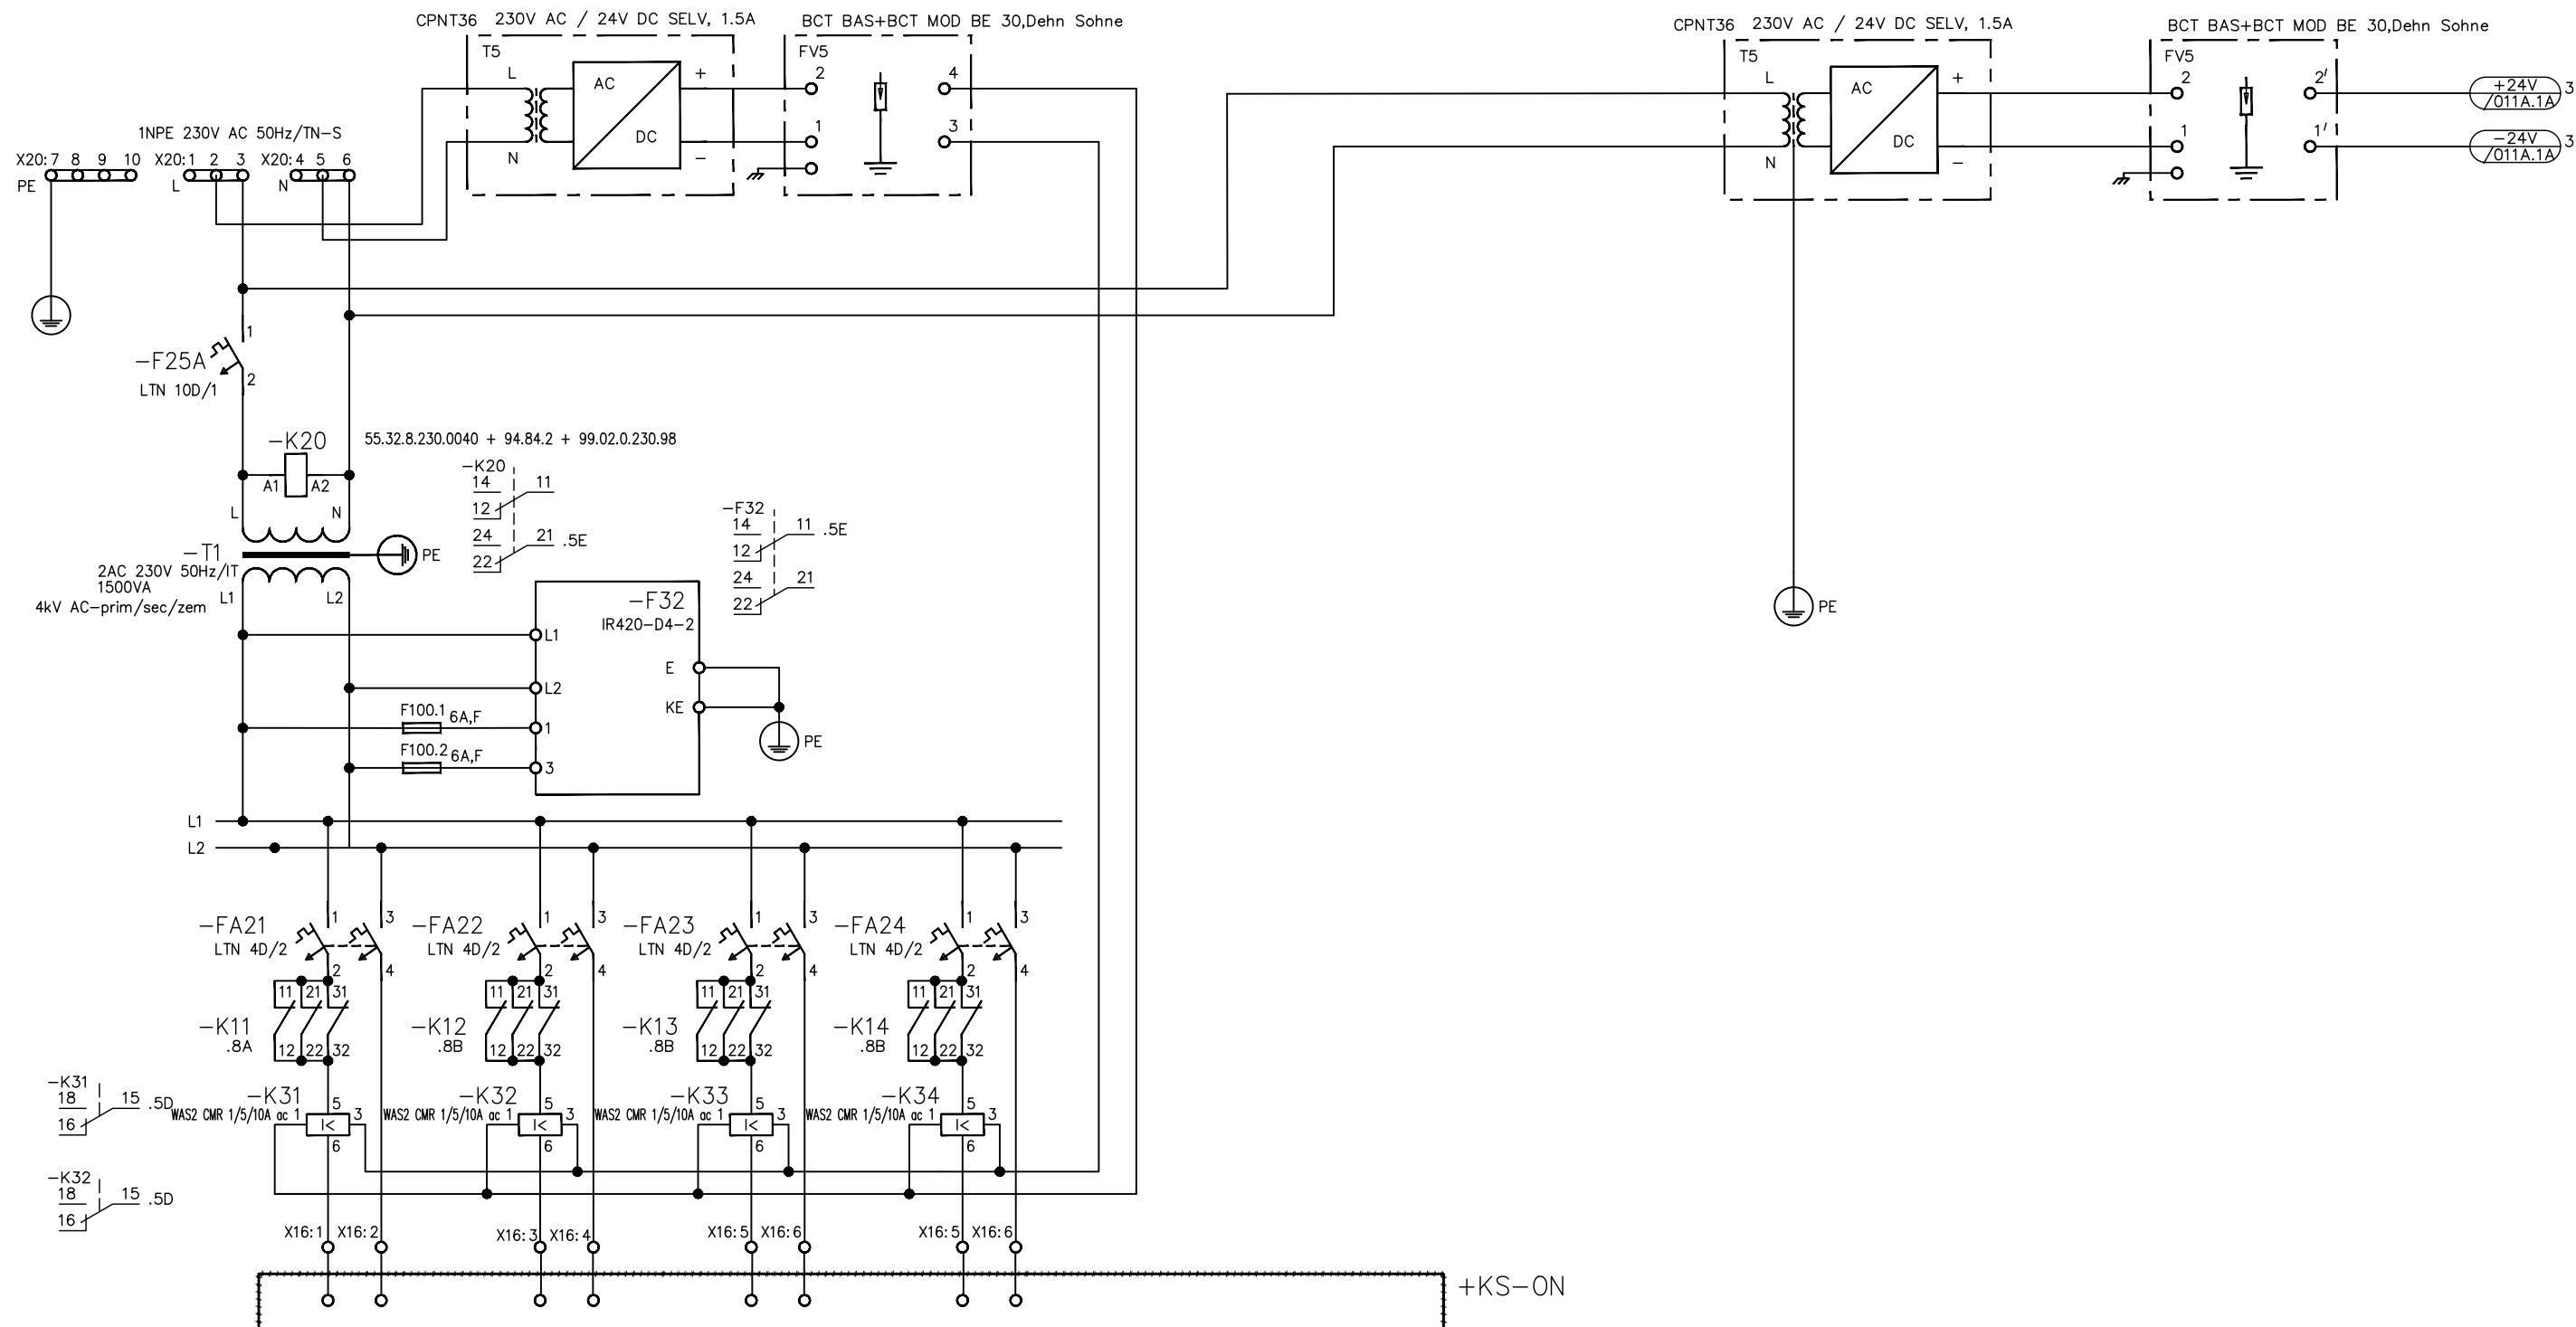 CPNT36 230V AC / 24V DC SELV, 1.5A
BCT BAS+BCT MOD BE 30,Dehn Sohne
CPNT36 230V AC / 24V DC SELV, 1.5A
BCT BAS+BCT MOD BE 30,Dehn Sohne
T5
L
N
AC
DC
+
−
FV5
2
4
1
3
T5
L
N
AC
DC
+
−
FV5
2
2'
1
1'
+24V
/011A.1A
3
−24V
/011A.1A
3
1NPE 230V AC 50Hz/TN−S
X20:7 8 9 10
PE
X20:1 2 3
L
X20:4 5 6
N
1
−F25A
2
LTN 10D/1
−K20
55.32.8.230.0040 + 94.84.2 + 99.02.0.230.98
A1 A2
L N
−K20
14 11
12
24 21 .5E
22
−F32
14 11 .5E
12
24 21
22
−T1
PE
2AC 230V 50Hz/IT
1500VA
4kV AC−prim/sec/zem
L1 L2
−F32
IR420−D4−2
L1
E
L2
KE
F100.1 6A,F
1
F100.2 6A,F
3
PE
PE
L1
L2
−FA21
LTN 4D/2
1 3
2 4
−FA22
LTN 4D/2
1 3
2 4
−FA23
LTN 4D/2
1 3
2 4
−FA24
LTN 4D/2
1 3
2 4
11 21 31
−K11
.8A
12 22 32
11 21 31
−K12
.8B
12 22 32
11 21 31
−K13
.8B
12 22 32
11 21 31
−K14
.8B
12 22 32
−K31
18 15 .5D
16
−K31
WAS2 CMR 1/5/10A ac 1
5 3
I<
6
−K32
WAS2 CMR 1/5/10A ac 1
5 3
I<
6
−K33
WAS2 CMR 1/5/10A ac 1
5 3
I<
6
−K34
WAS2 CMR 1/5/10A ac 1
5 3
I<
6
−K32
18 15 .5D
16
X16:1 X16:2
X16:3 X16:4
X16:5 X16:6
X16:5 X16:6
+KS−ON